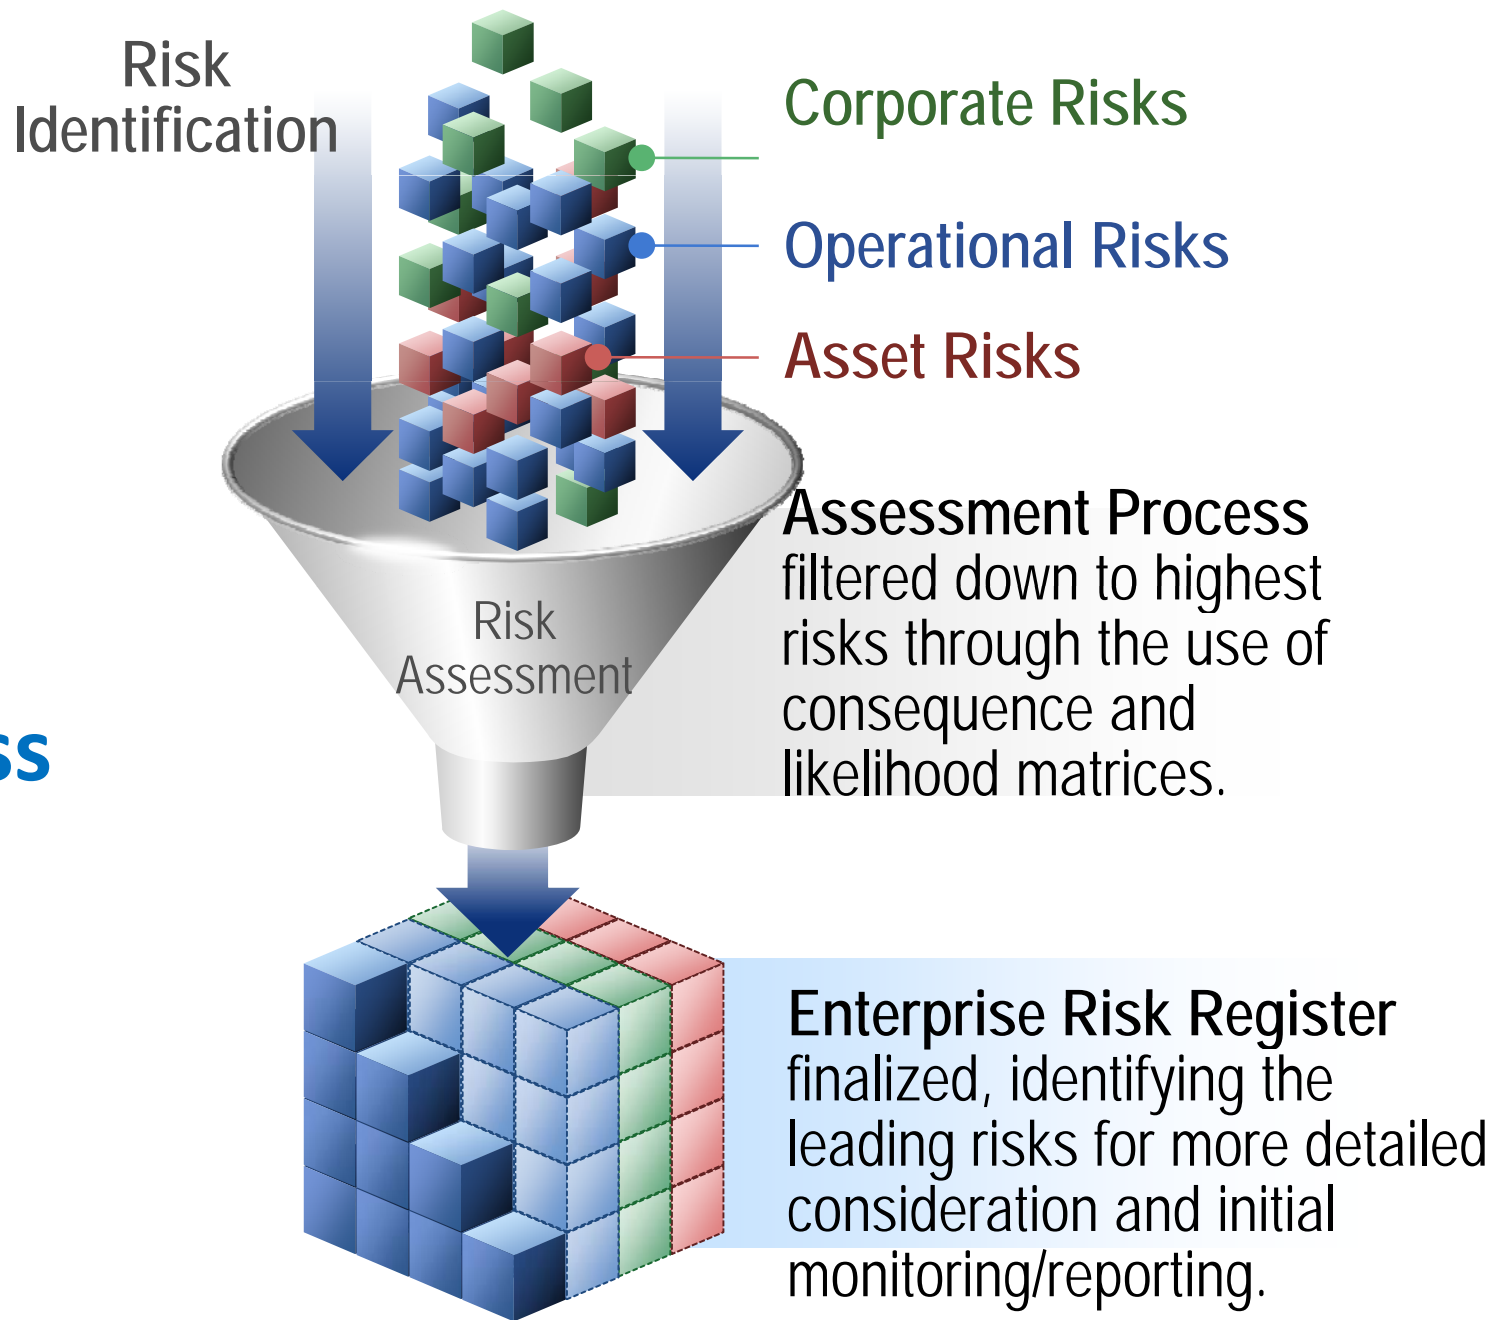 Risk
Identification
Corporate Risks
Operational Risks
Asset Risks
Assessment Process
filtered down to highest
risks through the use of
consequence and
likelihood matrices.
Risk
Assessment
ss
Enterprise Risk Register
finalized, identifying the
leading risks for more detailed
consideration and initial
monitoring/reporting.